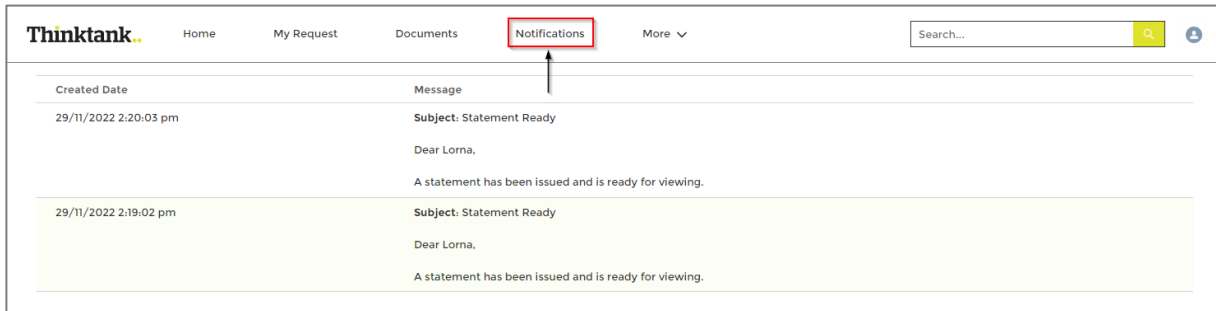 Thinktank.. Home My Request Documents Notifications More Search...
Created Date Message
29/11/2022 2:20:03 pm Subject: Statement Ready
Dear Lorna,
A statement has been issued and is ready for viewing.
29/11/2022 2:19:02 pm Subject: Statement Ready
Dear Lorna,
A statement has been issued and is ready for viewing.